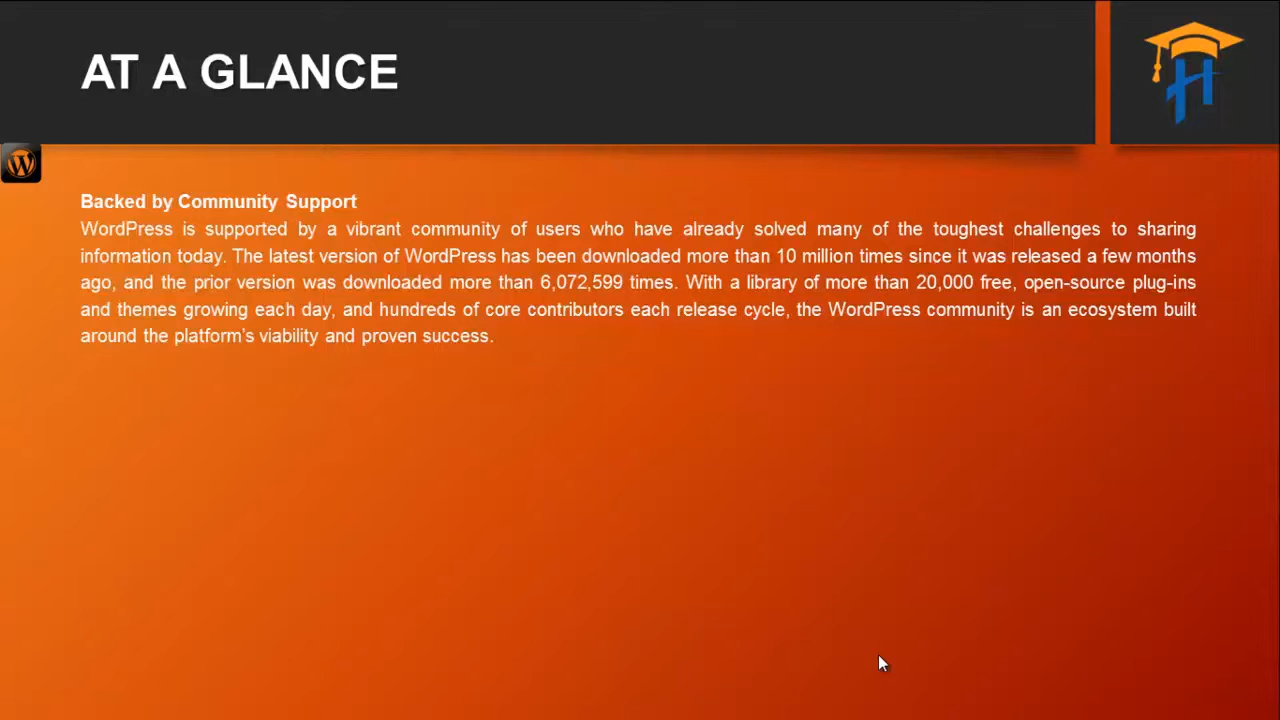 AT A GLANCE
Backed by Community Support
WordPress is supported by a vibrant community of users who have already solved many of the toughest challenges to sharing
information today. The latest version of WordPress has been downloaded more than 10 million times since it was released a few months
ago, and the prior version was downloaded more than 6,072,599 times. With a library of more than 20,000 free, open-source plug-ins
and themes growing each day, and hundreds of core contributors each release cycle, the WordPress community is an ecosystem built
around the platform's viability and proven success.